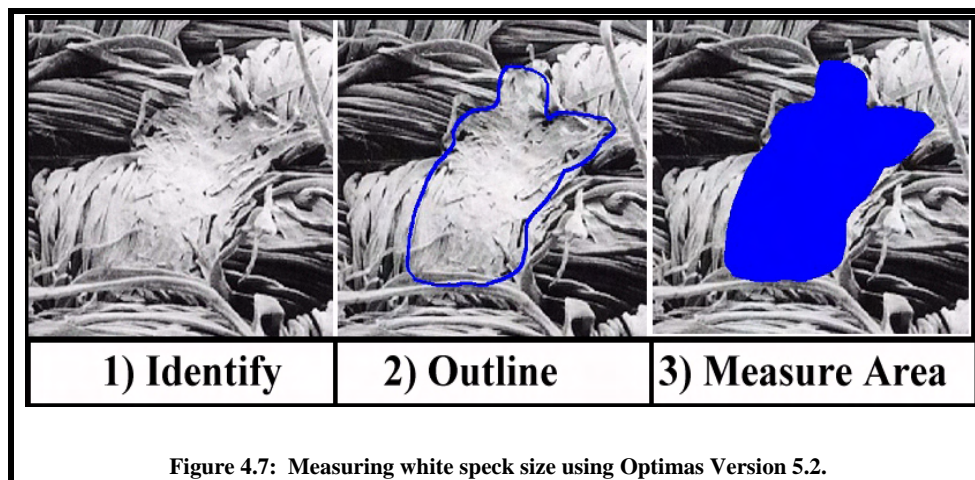 1) Identify
2) Outline
3) Measure Area
Figure 4.7: Measuring white speck size using Optimas Version 5.2.